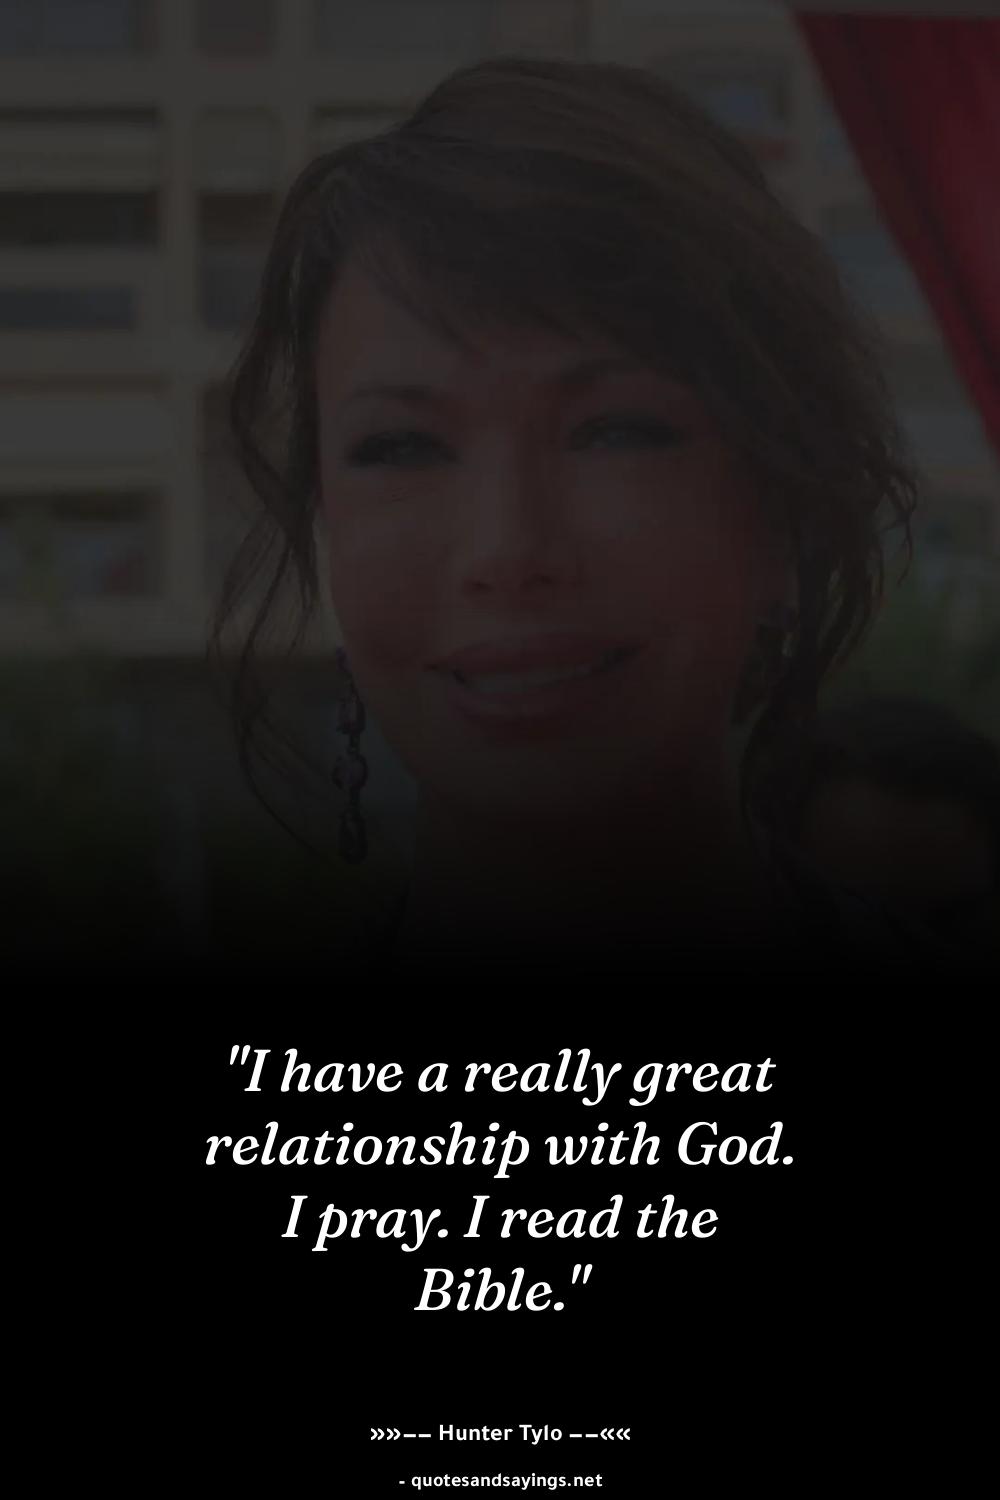 "I have a really great
relationship with God.
I pray. I read the
Bible."
»»-- Hunter Tylo --««
- quotesandsayings.net